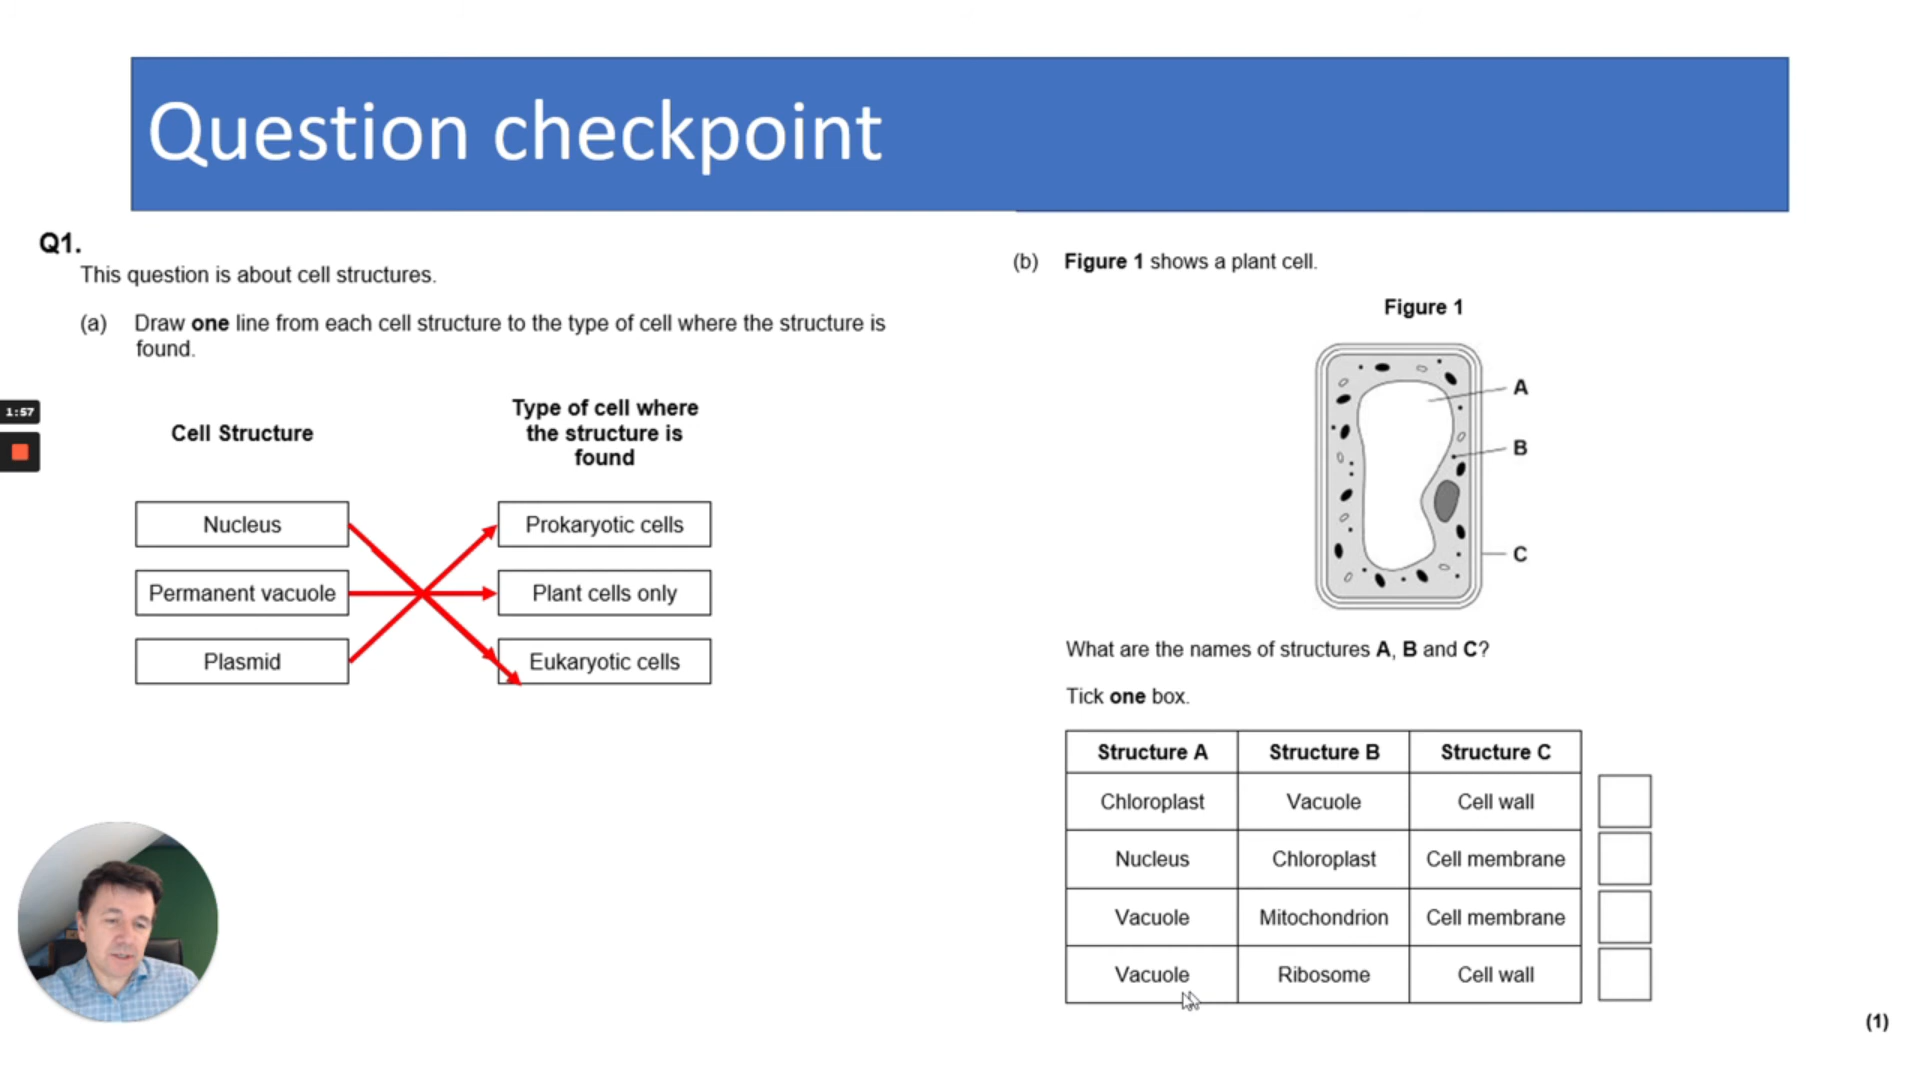 Question checkpoint
Q1.
This question is about cell structures.
(a) Draw one line from each cell structure to the type of cell where the structure is
found.
1:57
Cell Structure
Type of cell where
the structure is
found
Nucleus
Prokaryotic cells
Permanent vacuole
Plant cells only
Plasmid
Eukaryotic cells
(b) Figure 1 shows a plant cell.
Figure 1
A
B
C
What are the names of structures A, B and C?
Tick one box.
Structure A Structure B Structure C
Chloroplast Vacuole Cell wall
Nucleus Chloroplast Cell membrane
Vacuole Mitochondrion Cell membrane
Vacuole Ribosome Cell wall
(1)